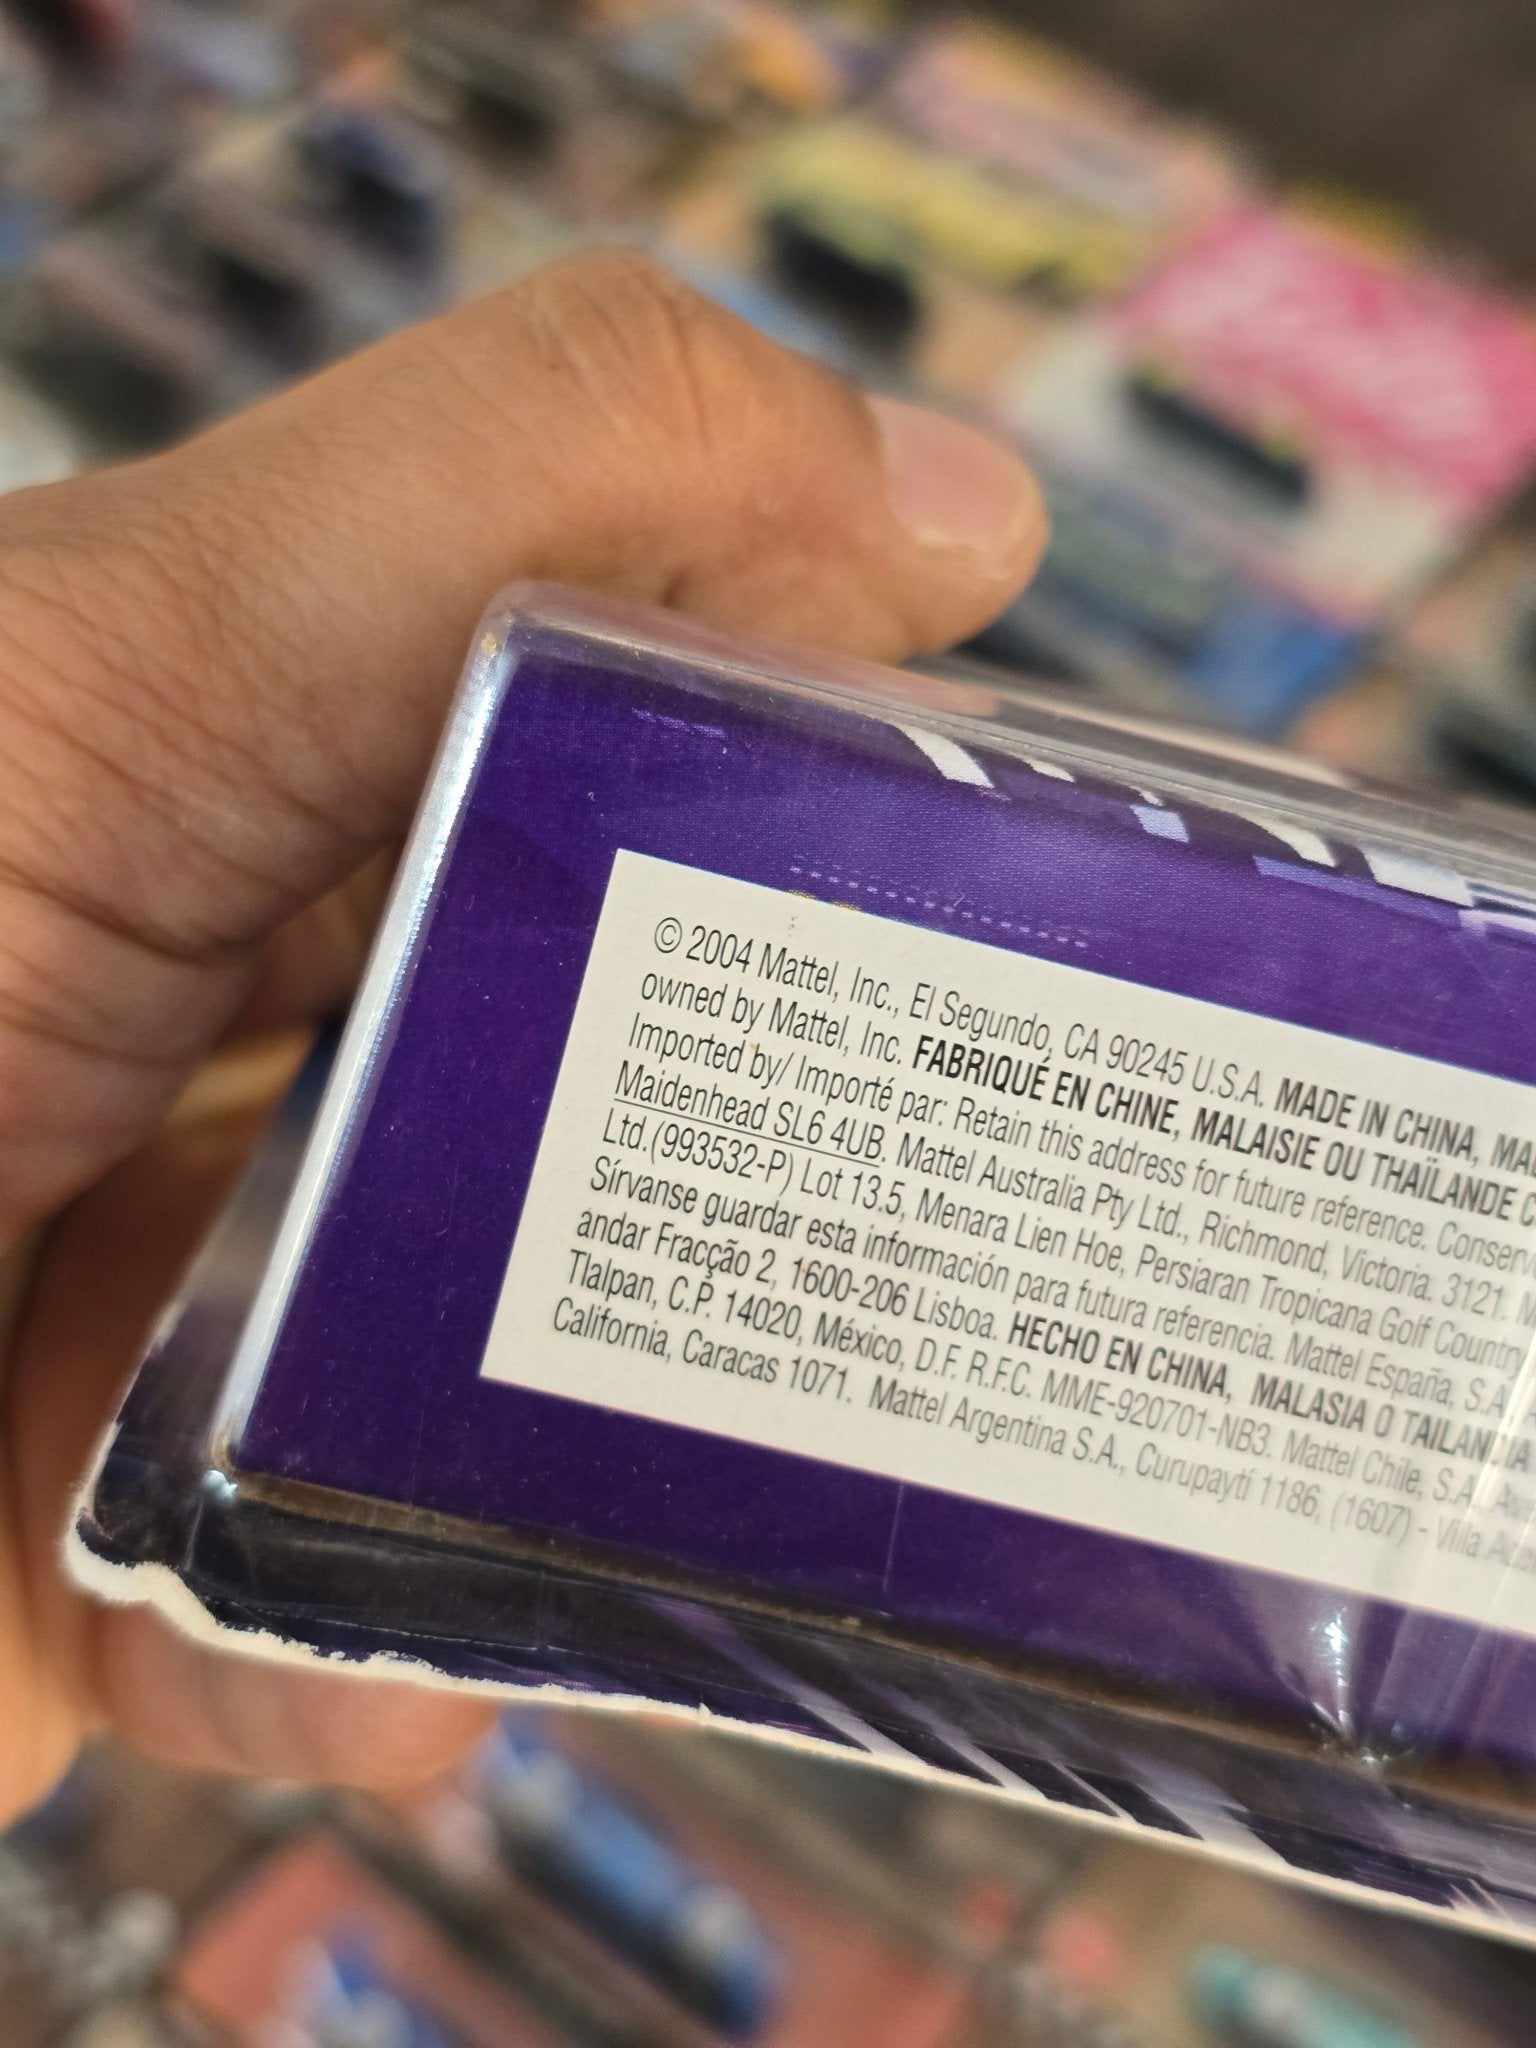 © 2004 Mattel, Inc., El Segundo, CA 90245 U.S.A. MADE IN CHINA,
owned by Mattel, Inc. FABRIQUÉ EN CHINE, MALAISIE OU THAÏLANDE
Imported by/ Importé par: Retain this address for future reference.
Maidenhead SL6 4UB. Mattel Australia Pty Ltd., Richmond, Victoria. 3121.
Ltd.(993532-P) Lot 13.5, Menara Lien Hoe, Persiaran Tropicana Golf Country
Sírvanse guardar esta información para futura referencia. Mattel España, S.A.
andar Fracção 2, 1600-206 Lisboa. HECHO EN CHINA, MALASIA O TAILANDIA
Tlalpan, C.P. 14020, México, D.F. R.F.C. MME-920701-NB3. Mattel Chile, S.A.
California, Caracas 1071. Mattel Argentina S.A., Curupaytí 1186, (1607) - Villa